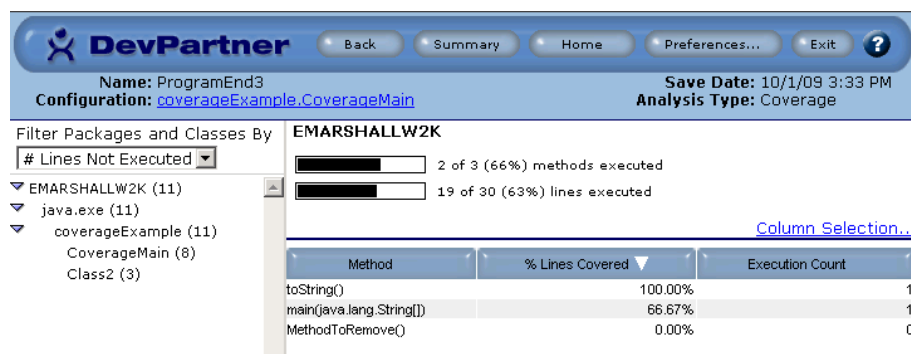 DevPartner Back Summary Home Preferences... Exit ?
Name: ProgramEnd3
Configuration: coverageExample.CoverageMain
Save Date: 10/1/09 3:33 PM
Analysis Type: Coverage
Filter Packages and Classes By
# Lines Not Executed
EMARSHALLW2K (11)
java.exe (11)
coverageExample (11)
CoverageMain (8)
Class2 (3)
EMARSHALLW2K
2 of 3 (66%) methods executed
19 of 30 (63%) lines executed
Column Selection..
Method % Lines Covered Execution Count
toString() 100.00% 1
main(java.lang.String[]) 66.67% 1
MethodToRemove() 0.00% 0